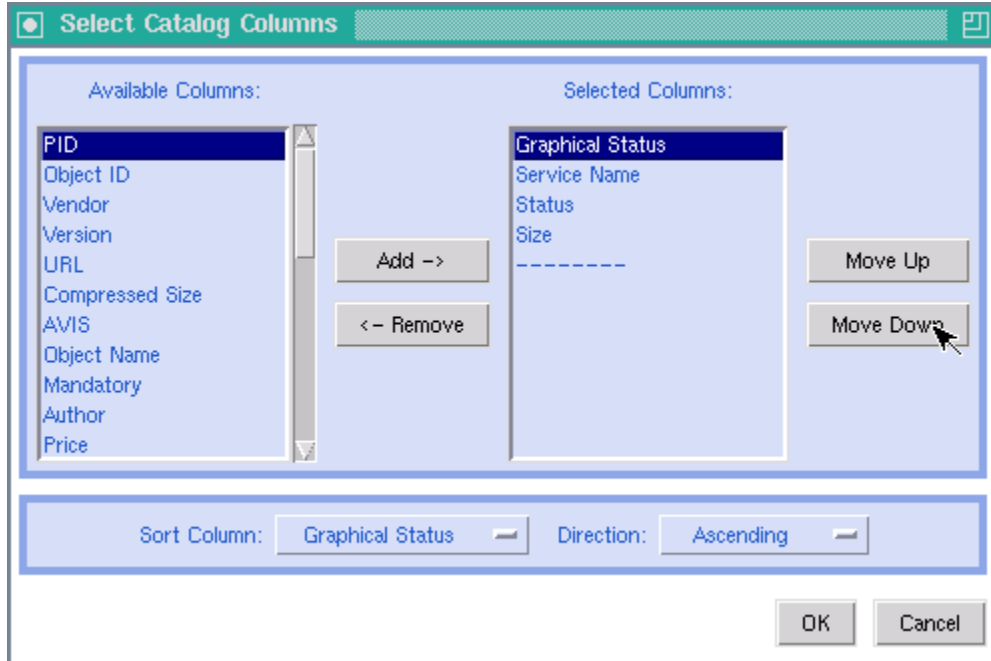 Select Catalog Columns
Available Columns:
PID
Object ID
Vendor
Version
URL
Compressed Size
AVIS
Object Name
Mandatory
Author
Price
Add ->
<- Remove
Selected Columns:
Graphical Status
Service Name
Status
Size
--------
Move Up
Move Down
Sort Column: Graphical Status Direction: Ascending
OK Cancel